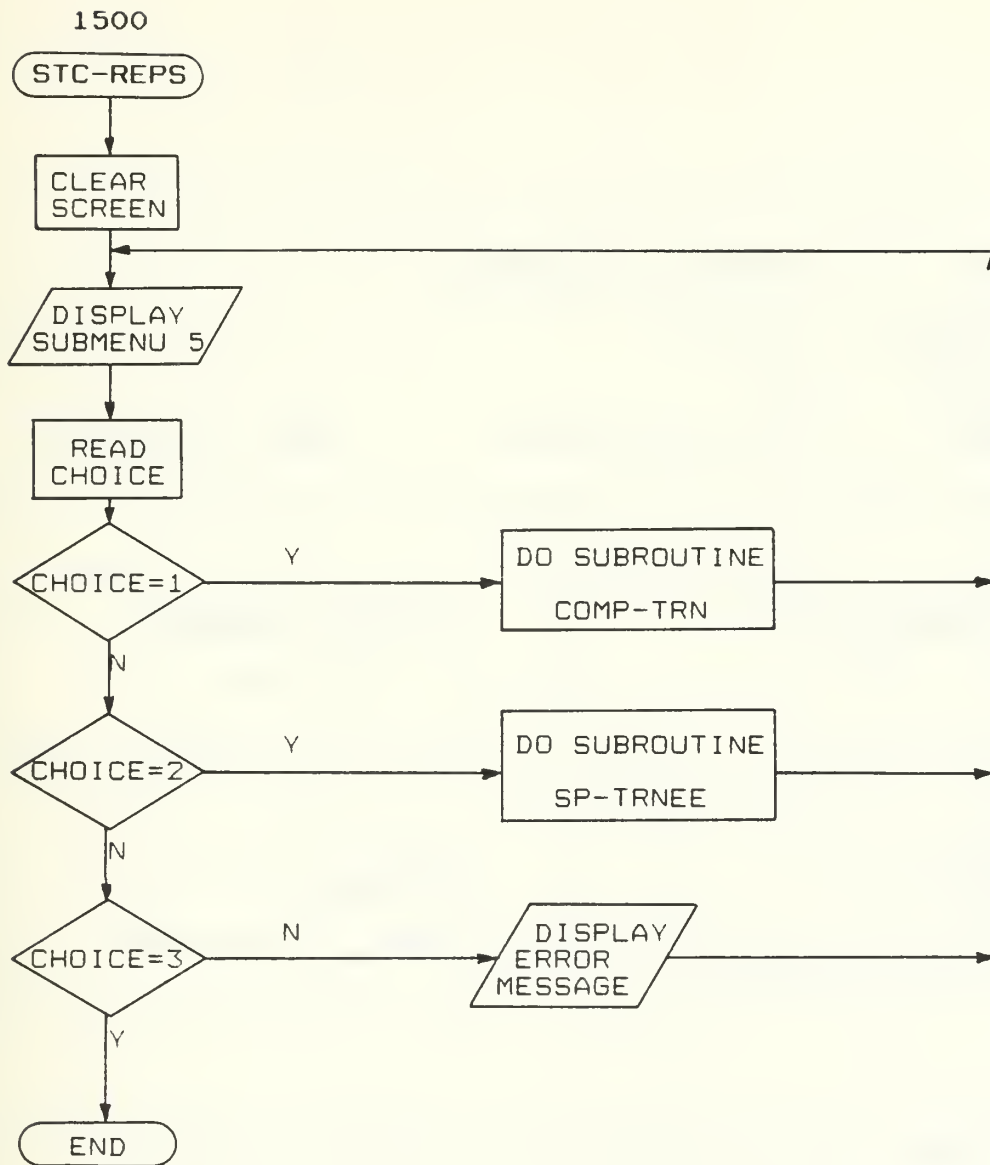 1500
STC-REPS
CLEAR
SCREEN
DISPLAY
SUBMENU 5
READ
CHOICE
CHOICE=1
Y
DO SUBROUTINE
COMP-TRN
N
CHOICE=2
Y
DO SUBROUTINE
SP-TRNEE
N
CHOICE=3
N
DISPLAY
ERROR
MESSAGE
Y
END